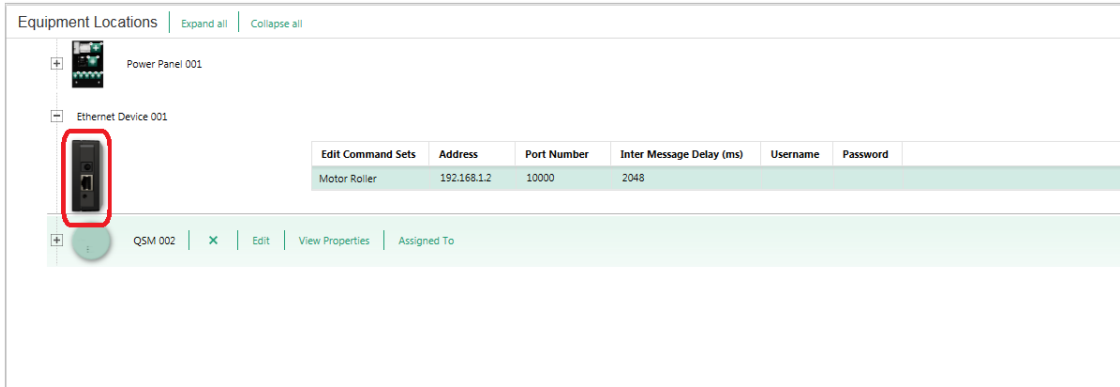 Equipment Locations Expand all Collapse all
Power Panel 001
Ethernet Device 001
Edit Command Sets Address Port Number Inter Message Delay (ms) Username Password
Motor Roller 192.168.1.2 10000 2048
QSM 002 × Edit View Properties Assigned To